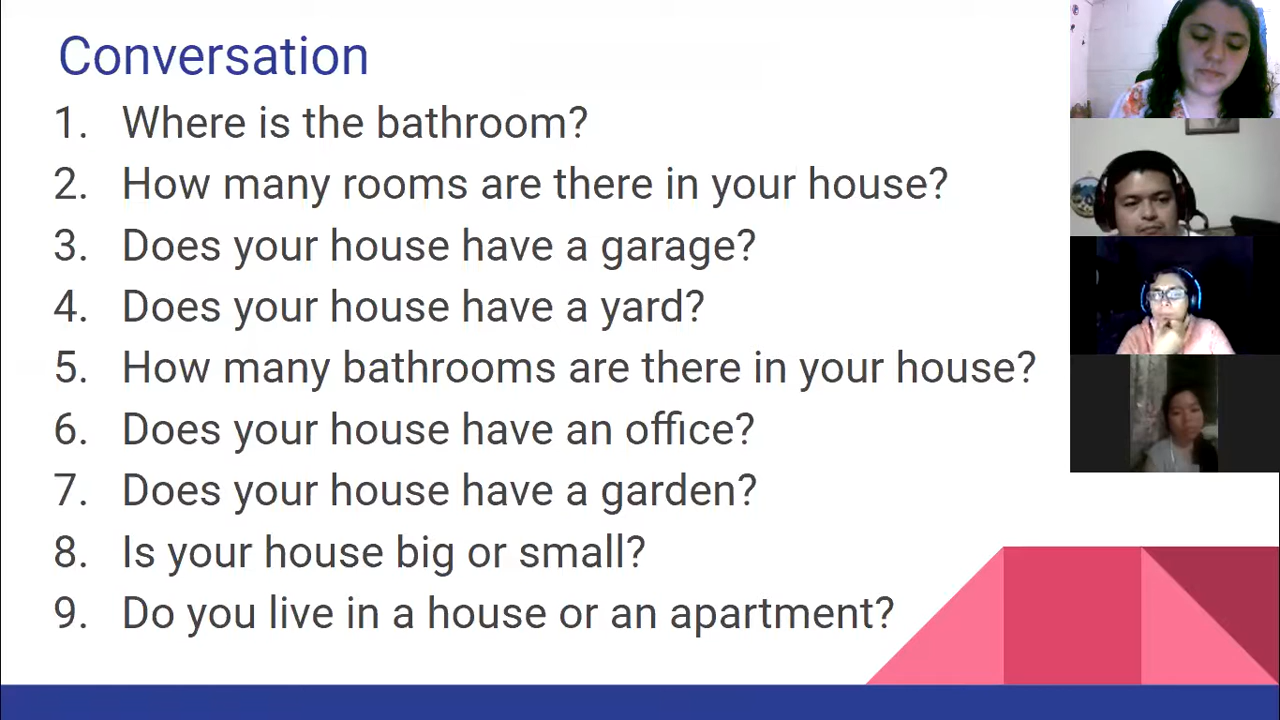 Conversation
1. Where is the bathroom?
2. How many rooms are there in your house?
3. Does your house have a garage?
4. Does your house have a yard?
5. How many bathrooms are there in your house?
6. Does your house have an office?
7. Does your house have a garden?
8. Is your house big or small?
9. Do you live in a house or an apartment?